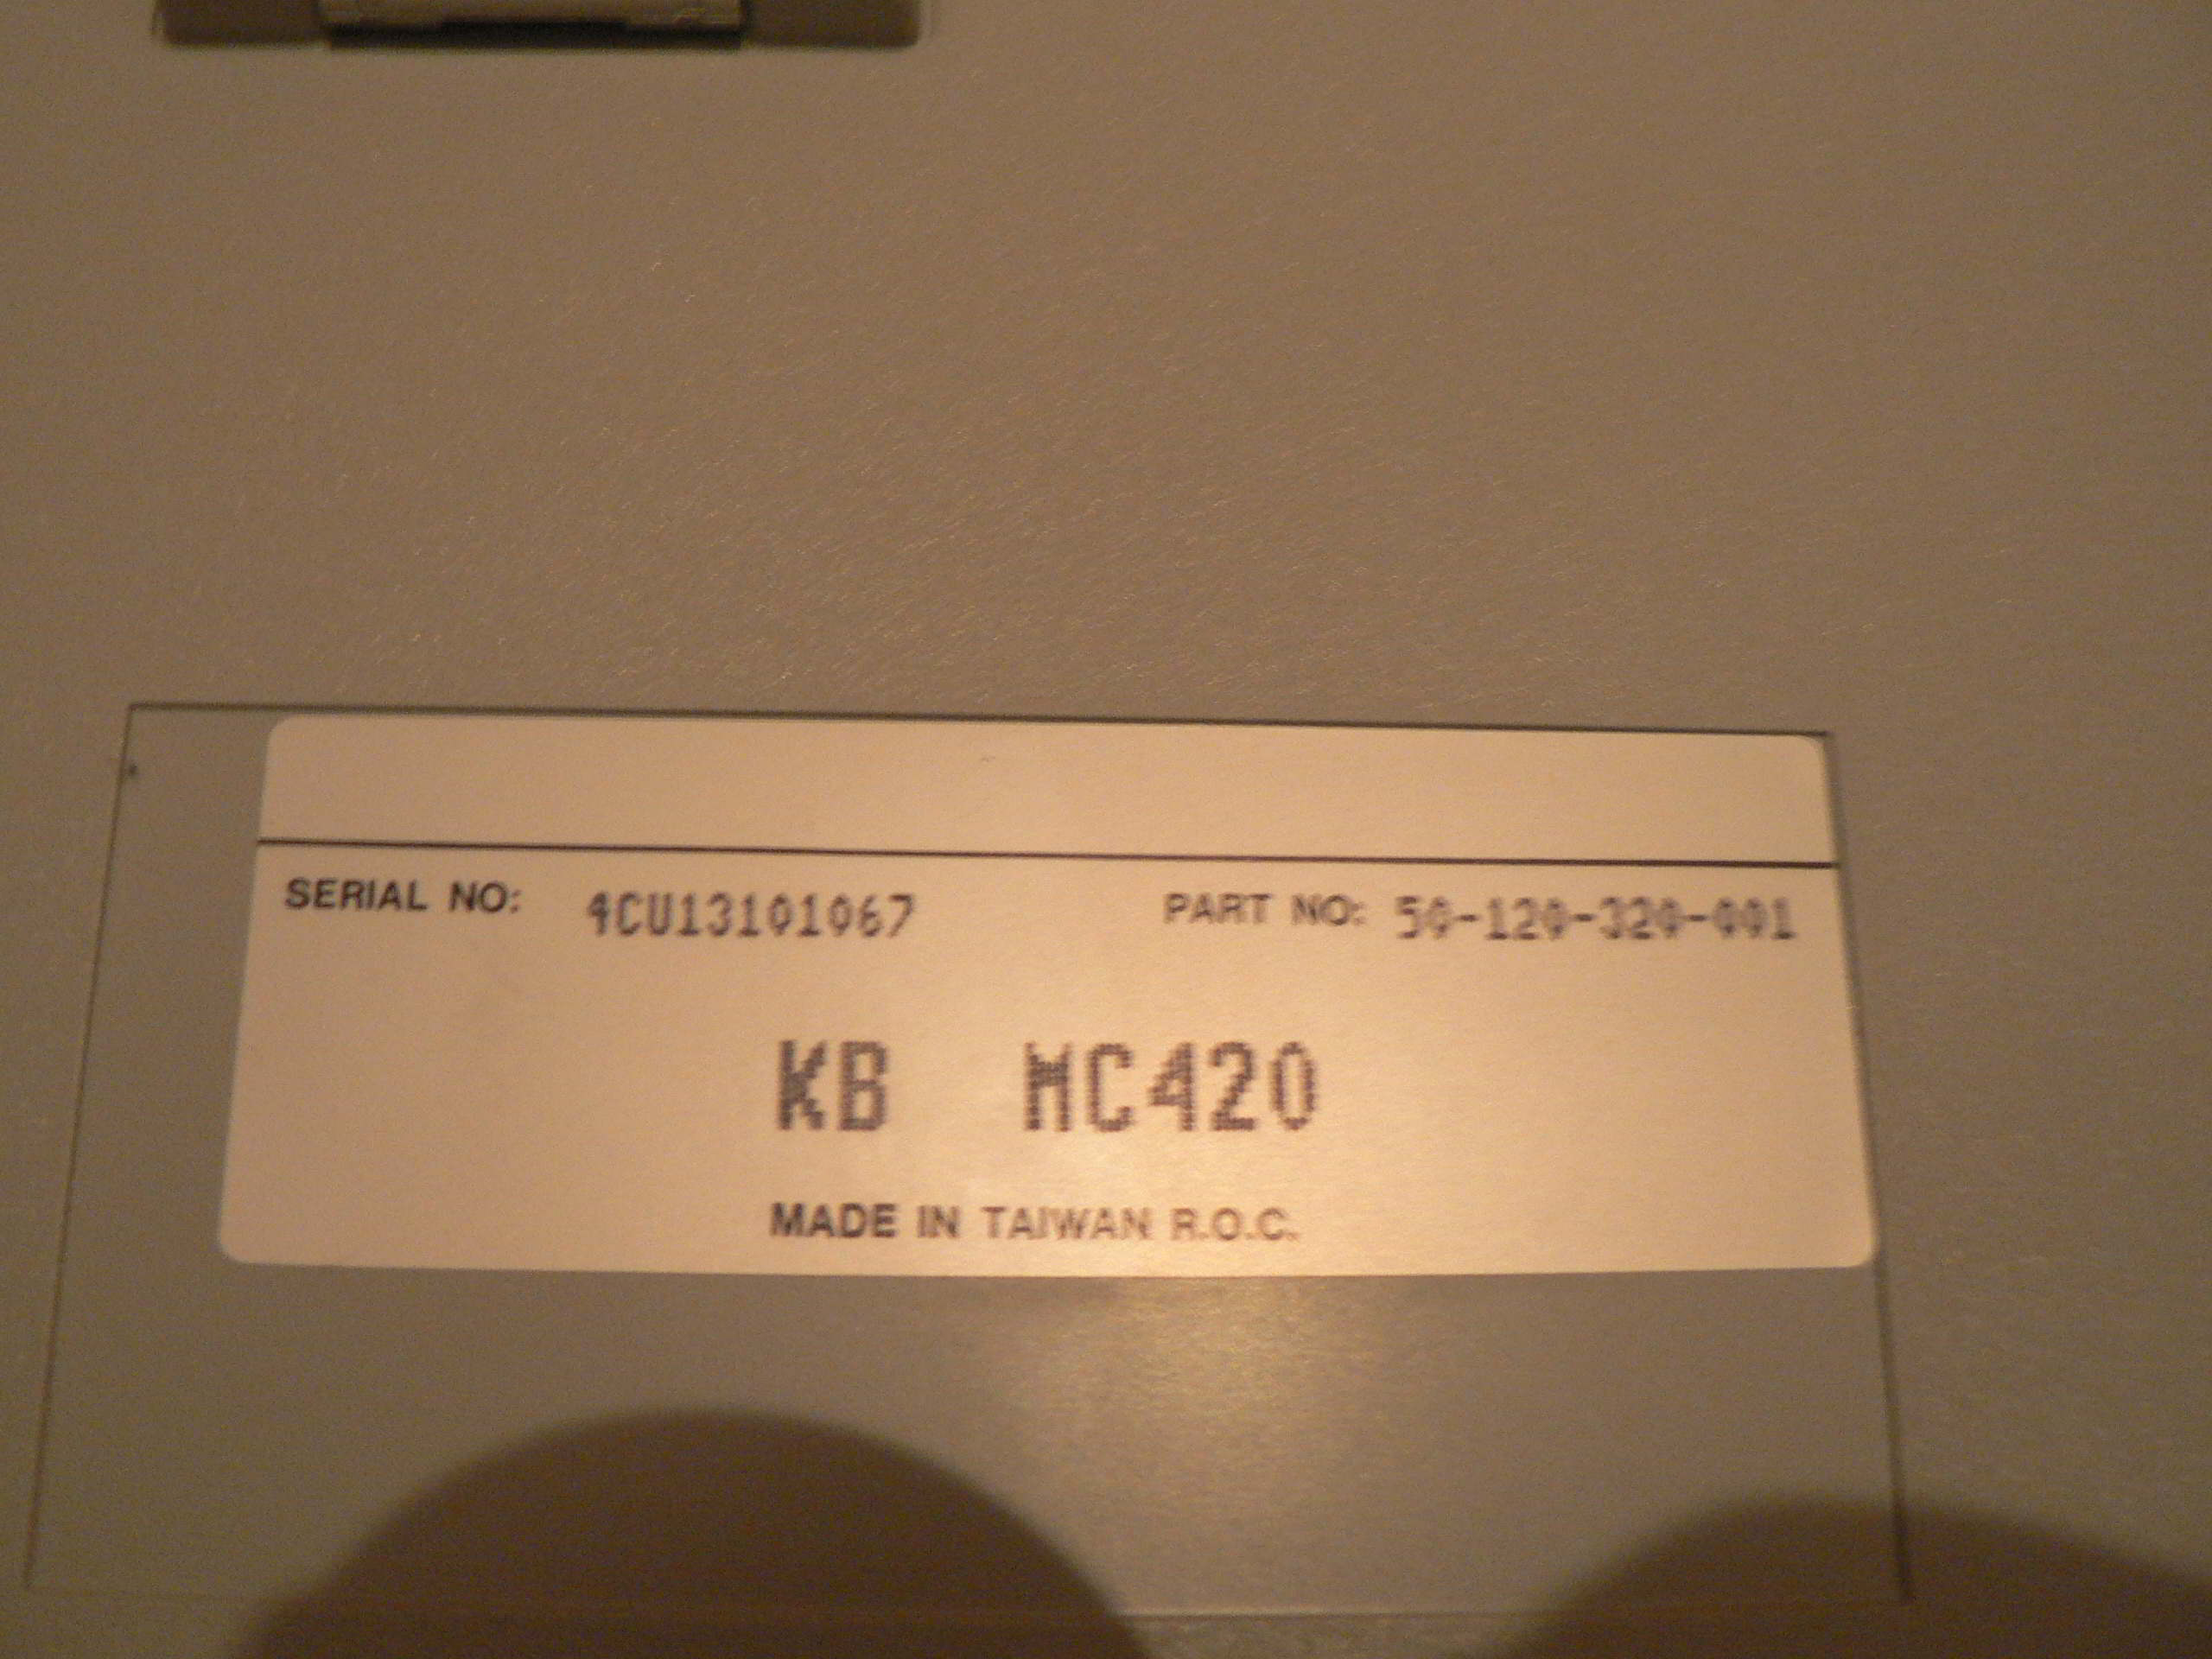 SERIAL NO: 4CU13101067 PART NO: 50-120-320-001
KB MC420
MADE IN TAIWAN R.O.C.